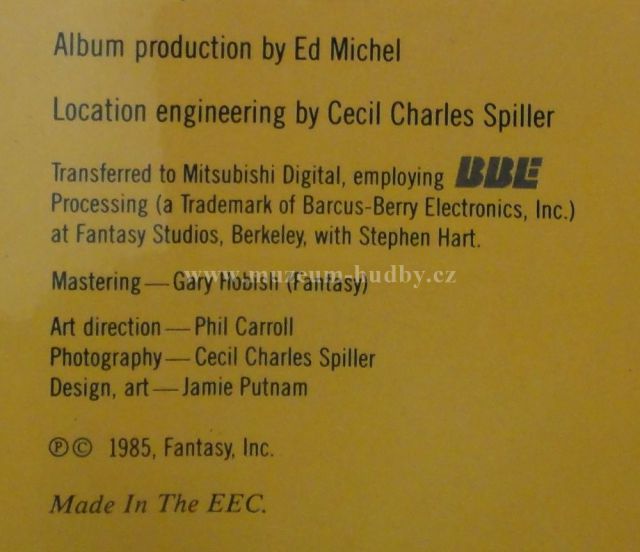 Album production by Ed Michel
Location engineering by Cecil Charles Spiller
Transferred to Mitsubishi Digital, employing BBE
Processing (a Trademark of Barcus-Berry Electronics, Inc.)
at Fantasy Studios, Berkeley, with Stephen Hart.
www.muzeum-hudby.cz
Mastering—Gary Hobish (Fantasy)
Art direction—Phil Carroll
Photography—Cecil Charles Spiller
Design, art—Jamie Putnam
℗© 1985, Fantasy, Inc.
Made In The EEC.